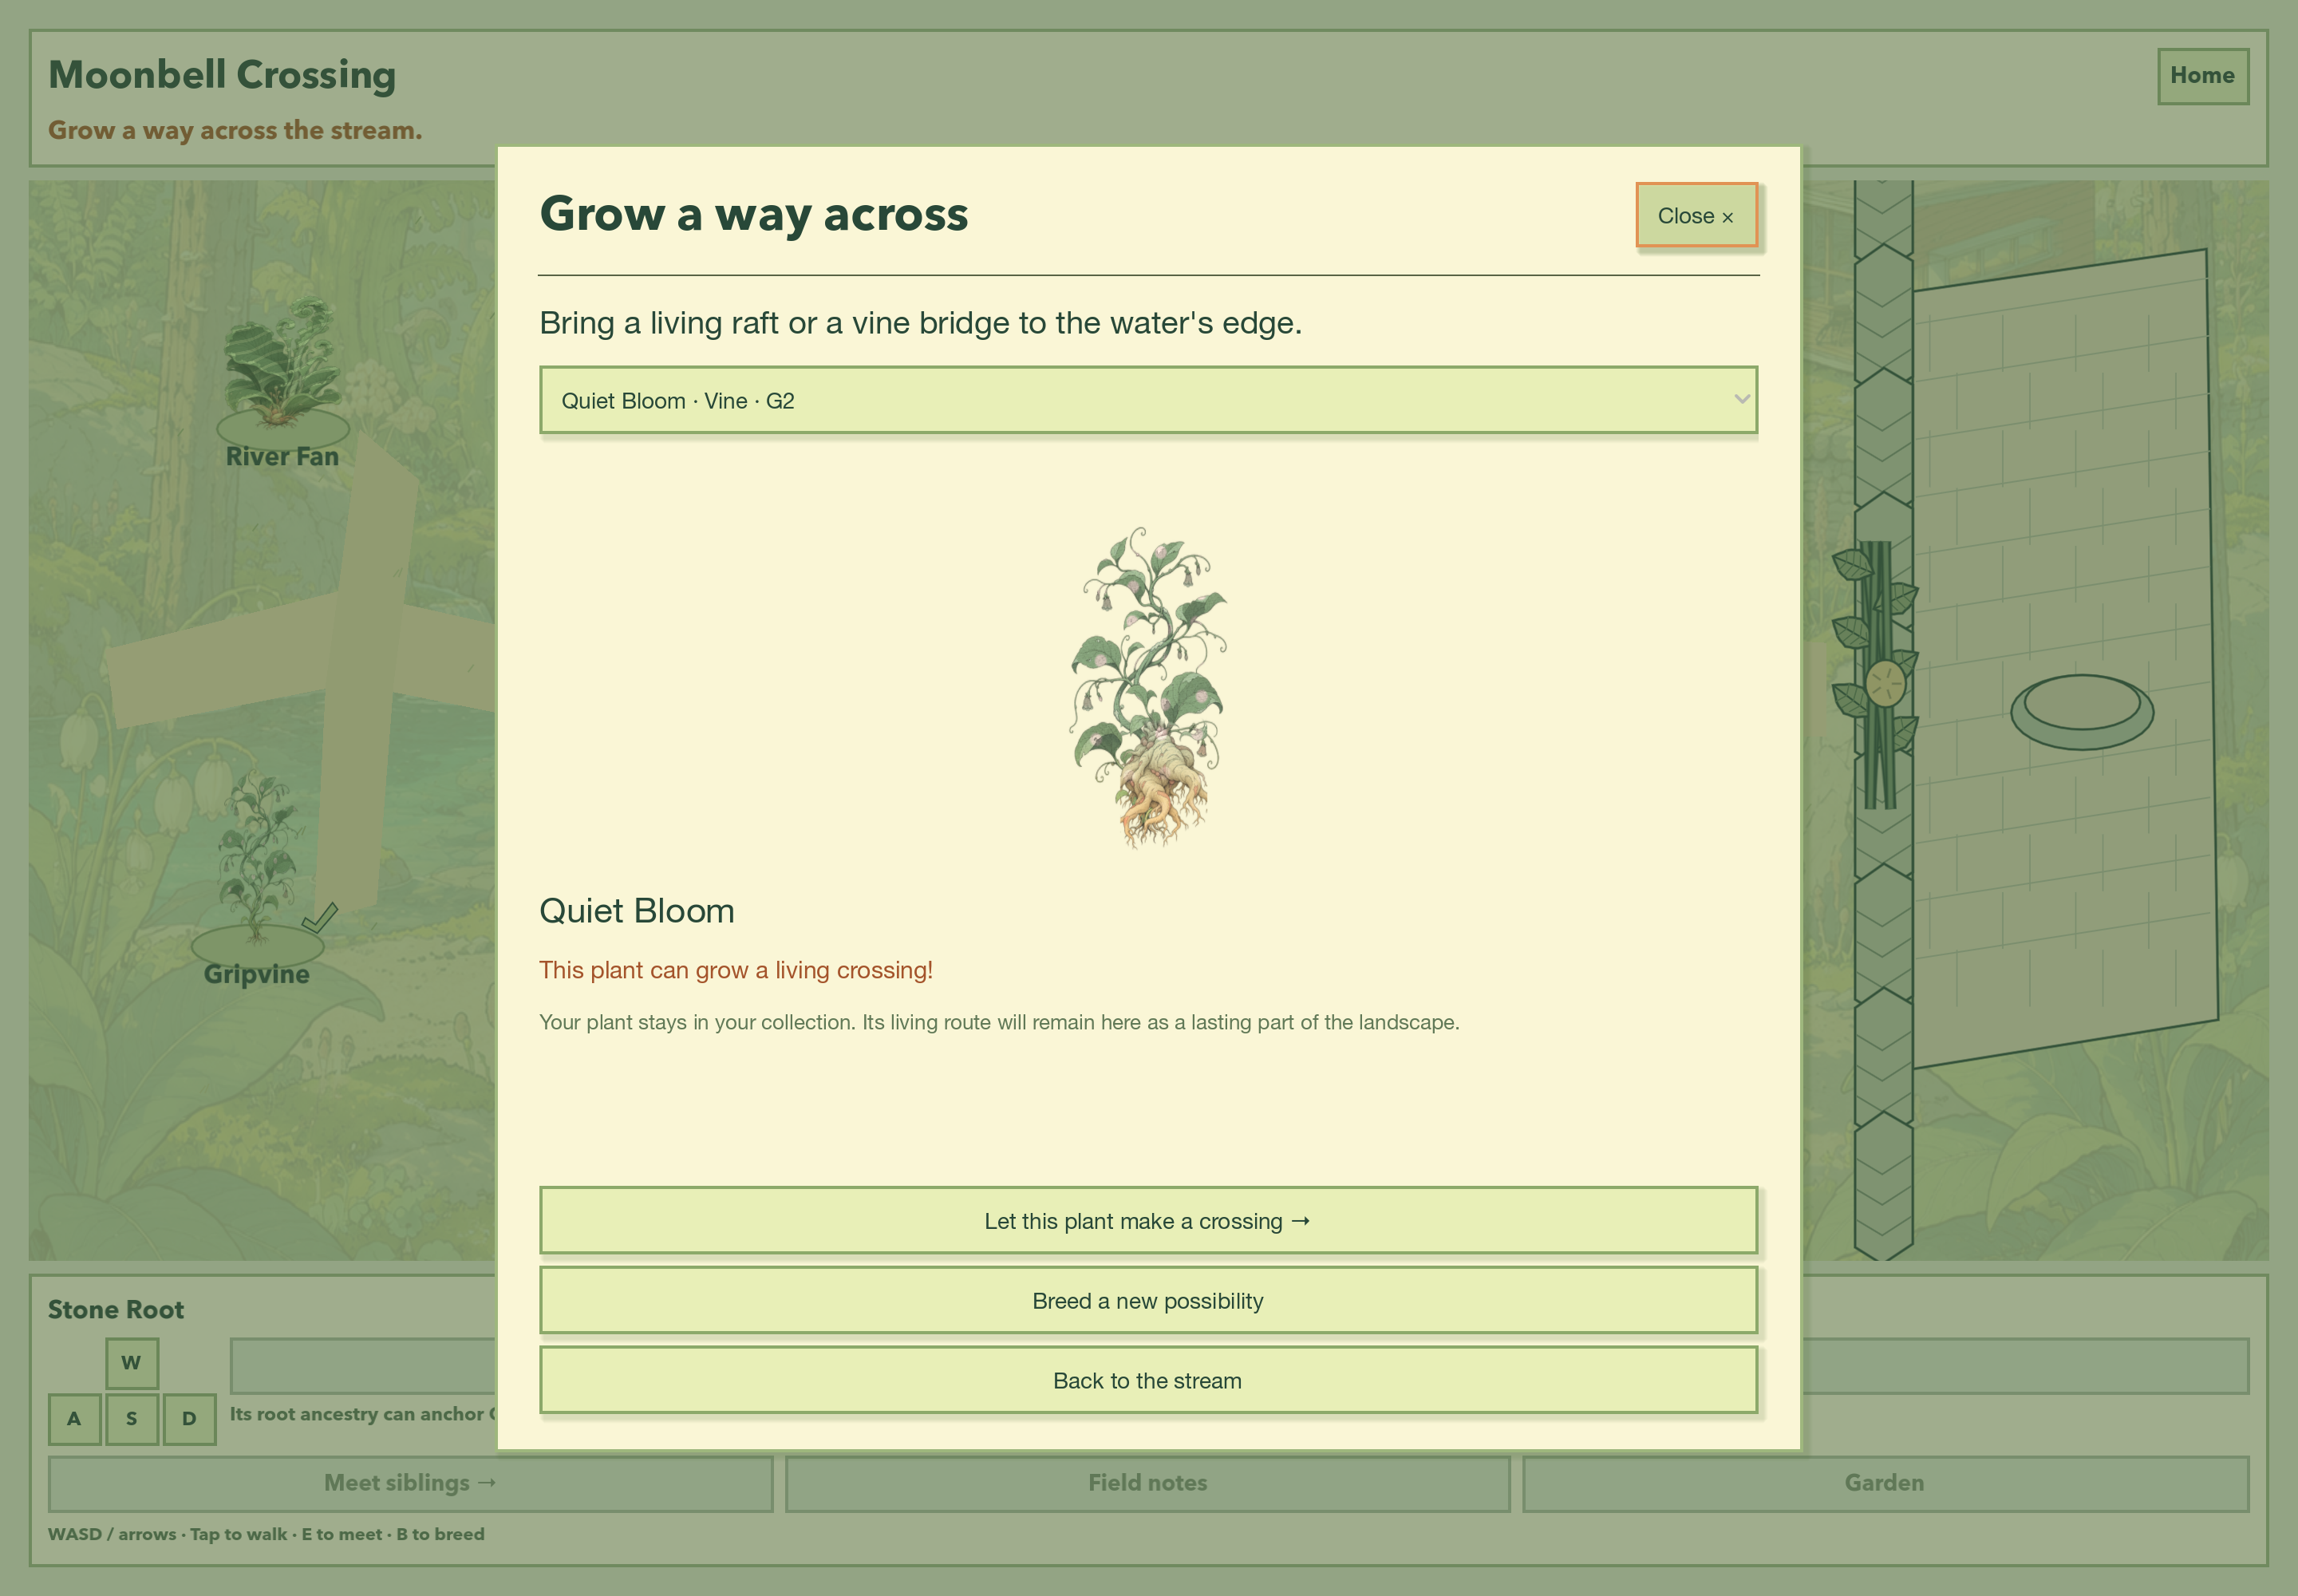 Moonbell Crossing
Home
Grow a way across the stream.
Grow a way across
Close ×
Bring a living raft or a vine bridge to the water's edge.
Quiet Bloom · Vine · G2
River Fan
Gripvine
Quiet Bloom
This plant can grow a living crossing!
Your plant stays in your collection. Its living route will remain here as a lasting part of the landscape.
Let this plant make a crossing →
Breed a new possibility
Back to the stream
Stone Root
W
A S D
Its root ancestry can anchor
Meet siblings →
Field notes
Garden
WASD / arrows · Tap to walk · E to meet · B to breed